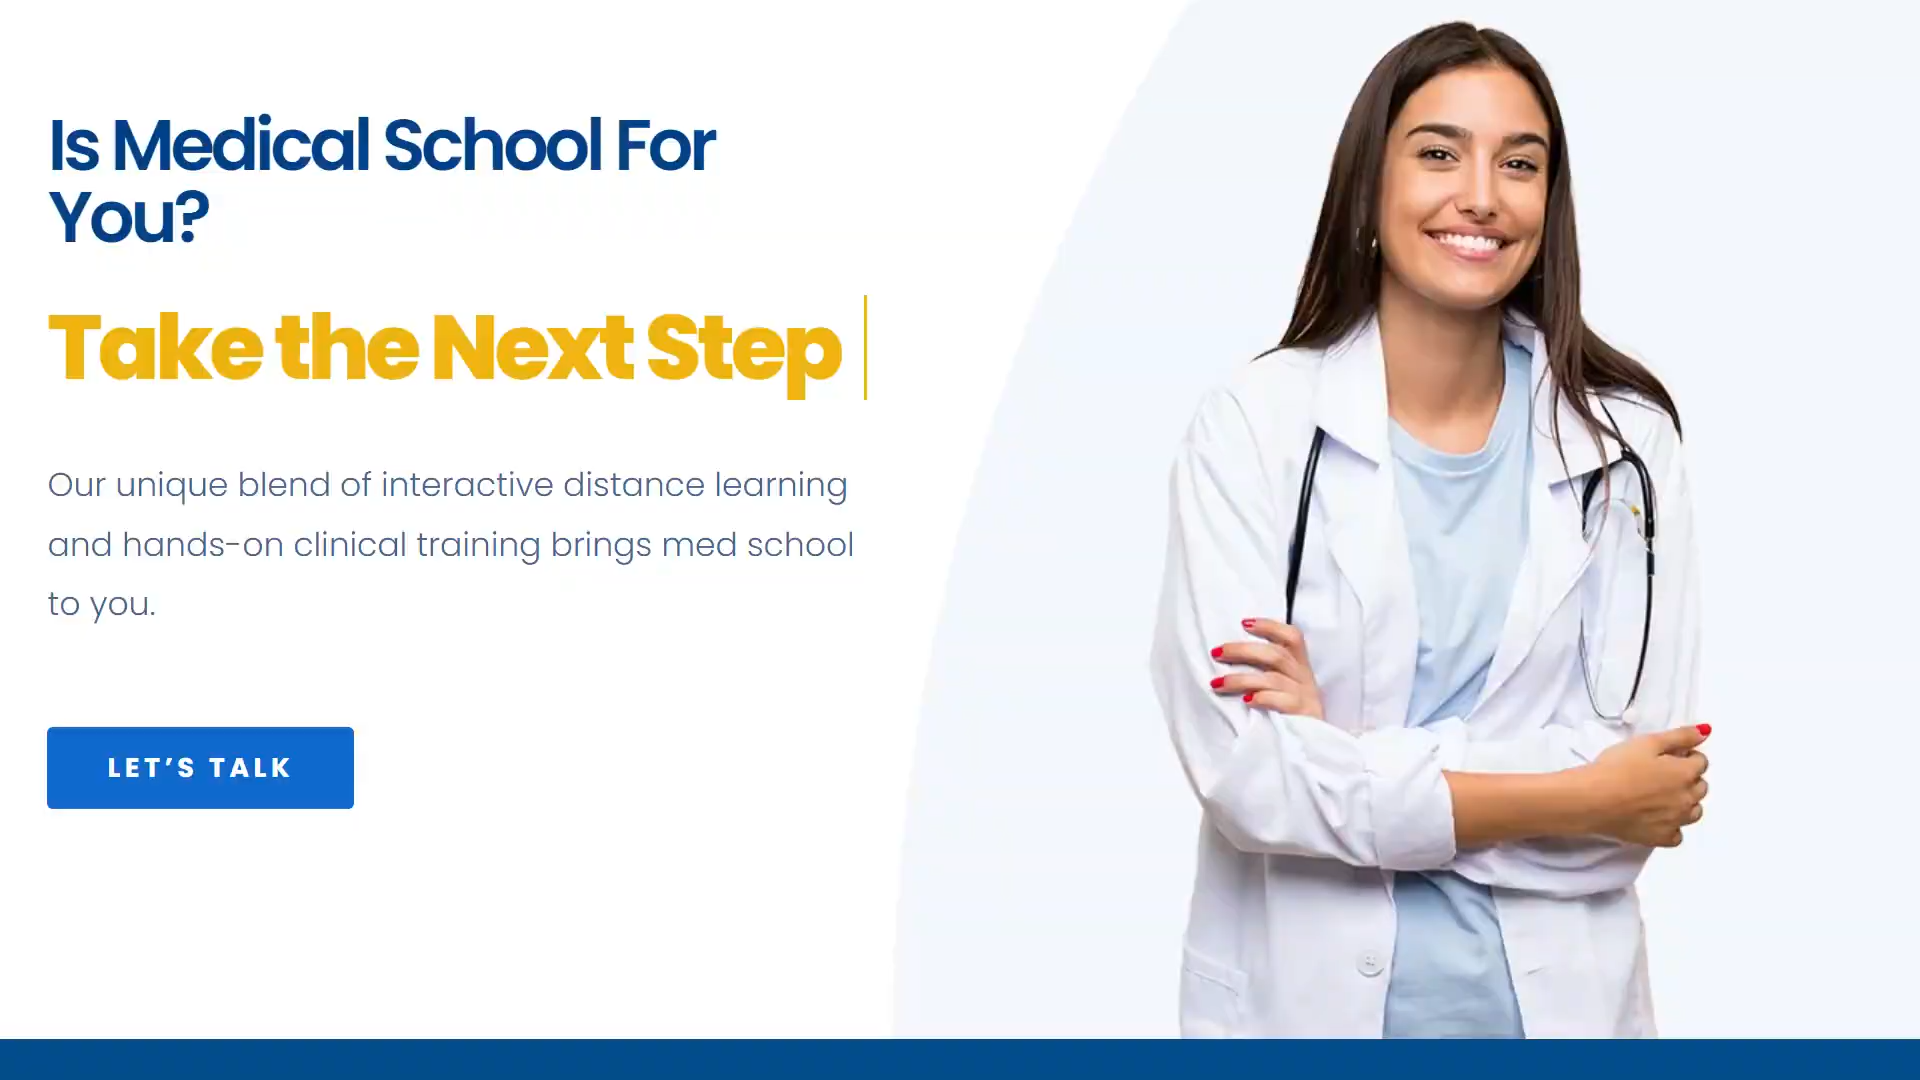 Is Medical School For
You?
Take the Next Step
Our unique blend of interactive distance learning
and hands-on clinical training brings med school
to you.
LET’S TALK